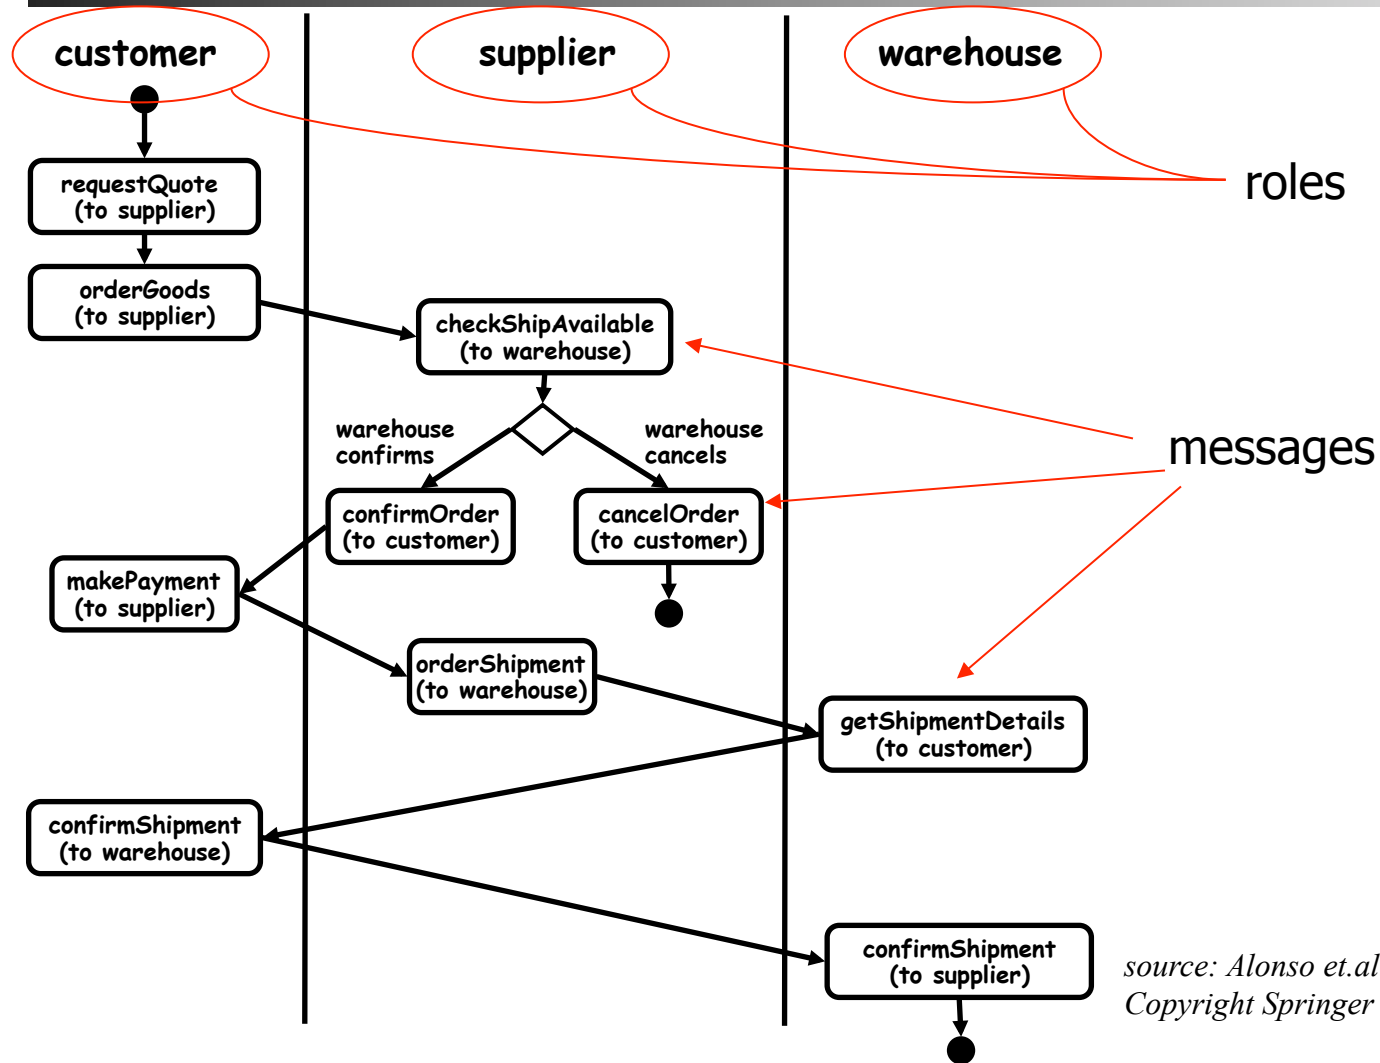 customer
supplier
warehouse
requestQuote
(to supplier)
roles
orderGoods
(to supplier)
checkShipAvailable
(to warehouse)
warehouse
confirms
warehouse
cancels
messages
confirmOrder
(to customer)
cancelOrder
(to customer)
makePayment
(to supplier)
orderShipment
(to warehouse)
getShipmentDetails
(to customer)
confirmShipment
(to warehouse)
confirmShipment
(to supplier)
source: Alonso et.al
Copyright Springer